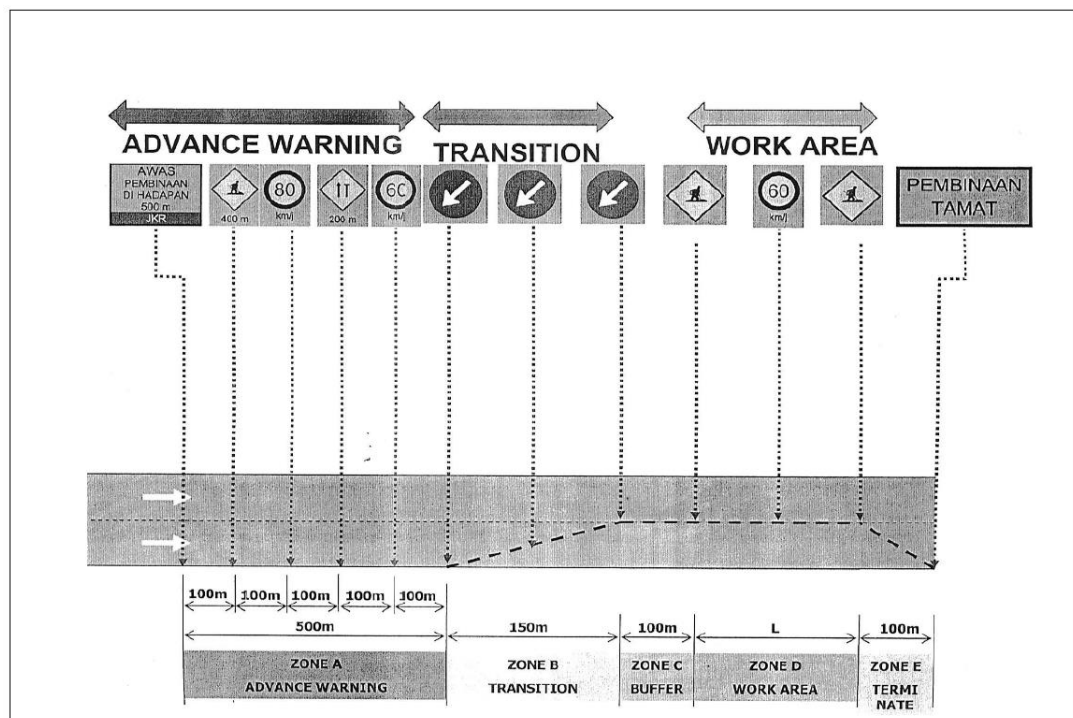 ADVANCE WARNING
TRANSITION
WORK AREA
AWAS
PEMBINAAN
DI HADAPAN
500 m
JKR
400 m
80
km/j
200 m
60
km/j
60
km/j
PEMBINAAN
TAMAT
100m
100m
100m
100m
100m
500m
150m
100m
L
100m
ZONE A
ADVANCE WARNING
ZONE B
TRANSITION
ZONE C
BUFFER
ZONE D
WORK AREA
ZONE E
TERMI
NATE